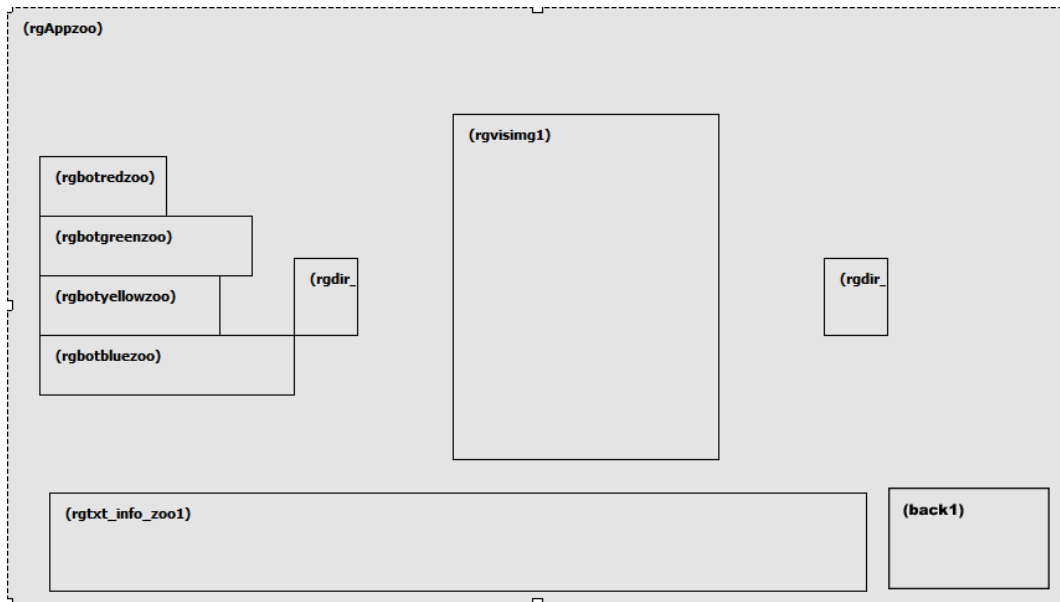 (rgAppzoo)
(rgvisimg1)
(rgbotredzoo)
(rgbotgreenzoo)
(rgdir_
(rgdir_
(rgbotyellowzoo)
(rgbotbluezoo)
(rgtxt_info_zoo1)
(back1)